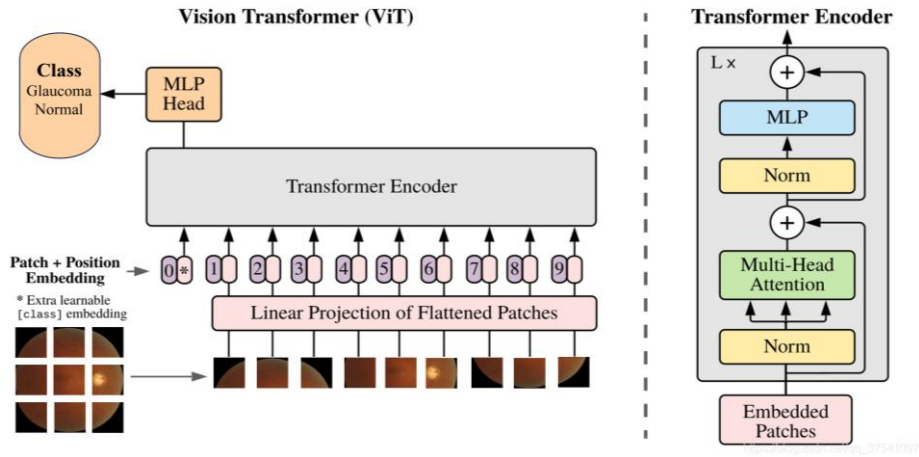 Vision Transformer (ViT)
Class
Glaucoma
Normal
MLP
Head
Transformer Encoder
Patch + Position
Embedding
0 * 1 2 3 4 5 6 7 8 9
* Extra learnable
[class] embedding
Linear Projection of Flattened Patches
Transformer Encoder
L ×
+
MLP
Norm
+
Multi-Head
Attention
Norm
Embedded
Patches